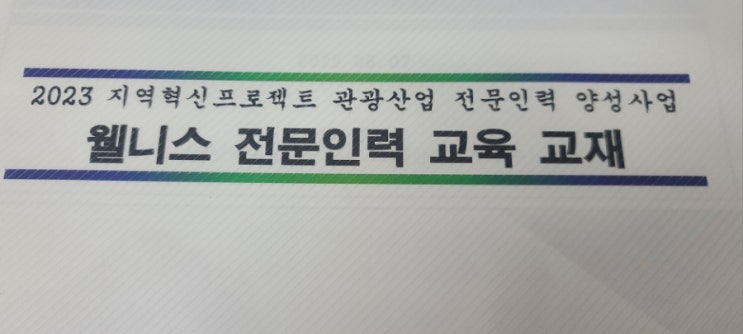 2023 지역혁신프로젝트 관광산업 전문인력 양성사업
웰니스 전문인력 교육 교재